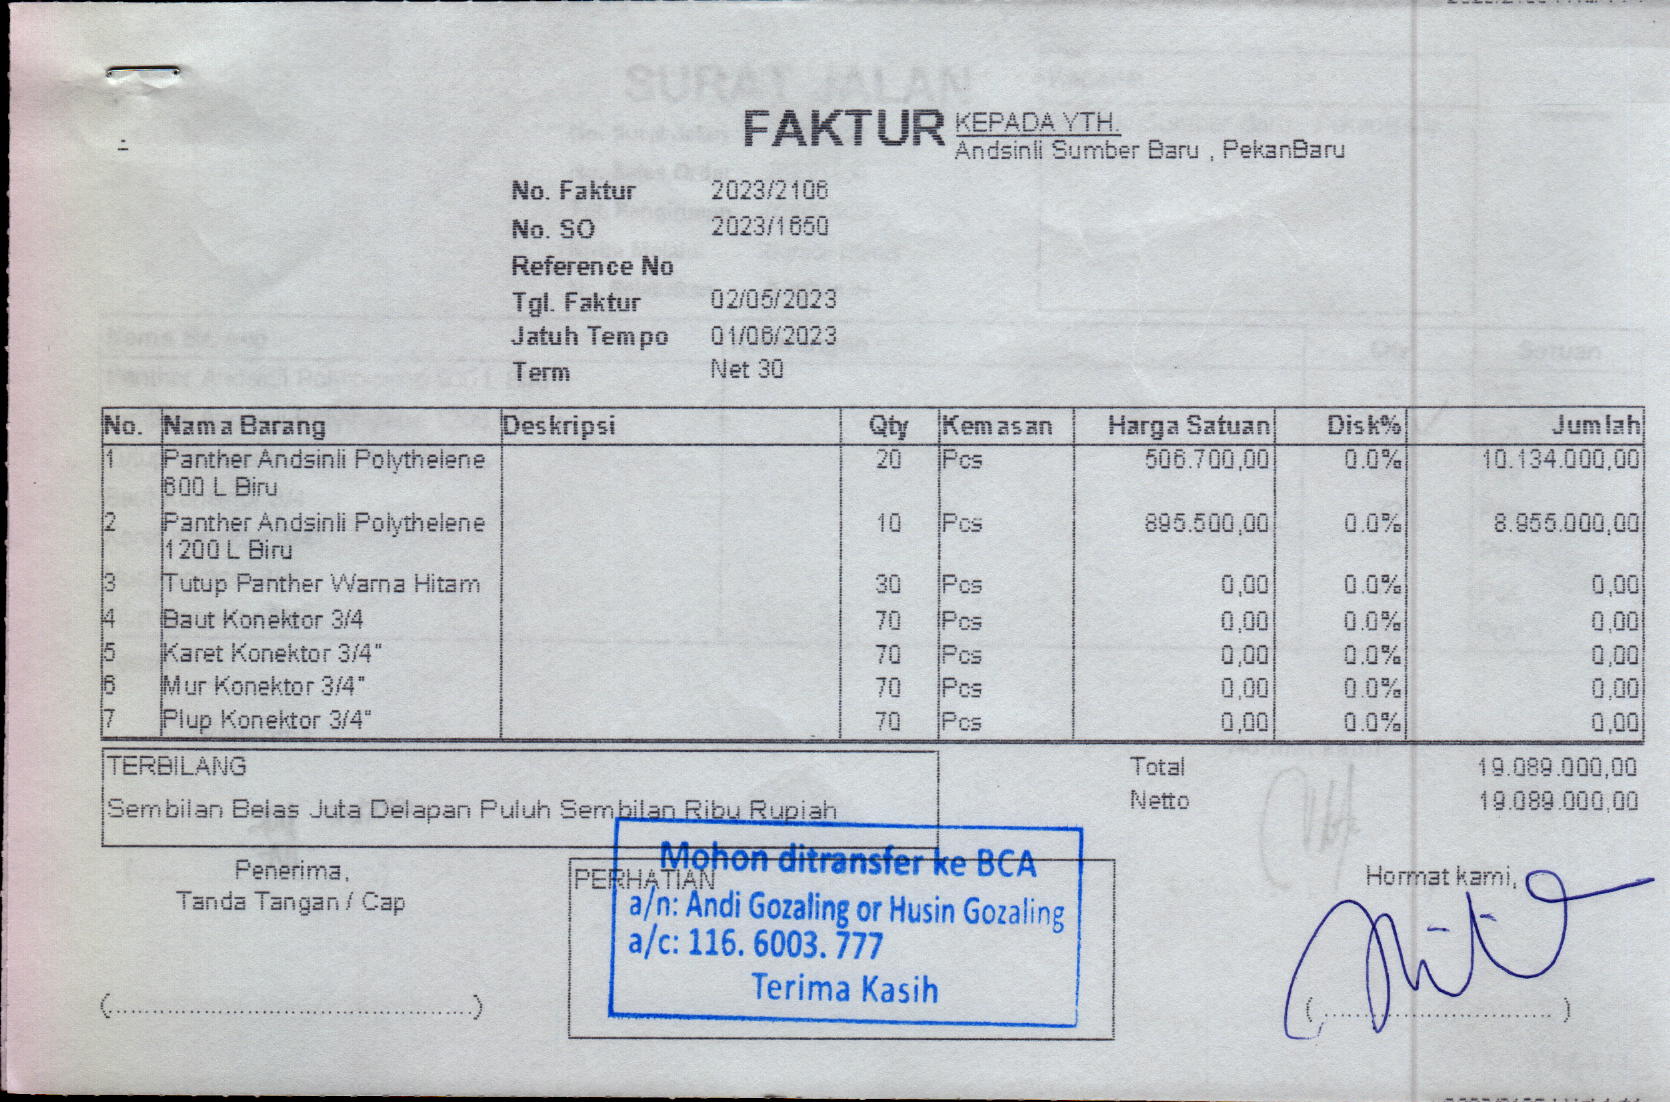 FAKTUR
KEPADA YTH.
Andsinli Sumber Baru , PekanBaru
No. Faktur 2023/2106
No. SO 2023/1650
Reference No
Tgl. Faktur 02/05/2023
Jatuh Tempo 01/06/2023
Term Net 30
No. Nama Barang Deskripsi Qty Kemasan Harga Satuan Disk% Jumlah
1 Panther Andsinli Polythelene 20 Pcs 506.700,00 0.0% 10.134.000,00
600 L Biru
2 Panther Andsinli Polythelene 10 Pcs 895.500,00 0.0% 8.955.000,00
1200 L Biru
3 Tutup Panther Warna Hitam 30 Pcs 0,00 0.0% 0,00
4 Baut Konektor 3/4 70 Pcs 0,00 0.0% 0,00
5 Karet Konektor 3/4" 70 Pcs 0,00 0.0% 0,00
6 Mur Konektor 3/4" 70 Pcs 0,00 0.0% 0,00
7 Plup Konektor 3/4" 70 Pcs 0,00 0.0% 0,00
TERBILANG
Sembilan Belas Juta Delapan Puluh Sembilan Ribu Rupiah
Total 19.089.000,00
Netto 19.089.000,00
Penerima,
Tanda Tangan / Cap
PERHATIAN
Mohon ditransfer ke BCA
a/n: Andi Gozaling or Husin Gozaling
a/c: 116. 6003. 777
Terima Kasih
Hormat kami,